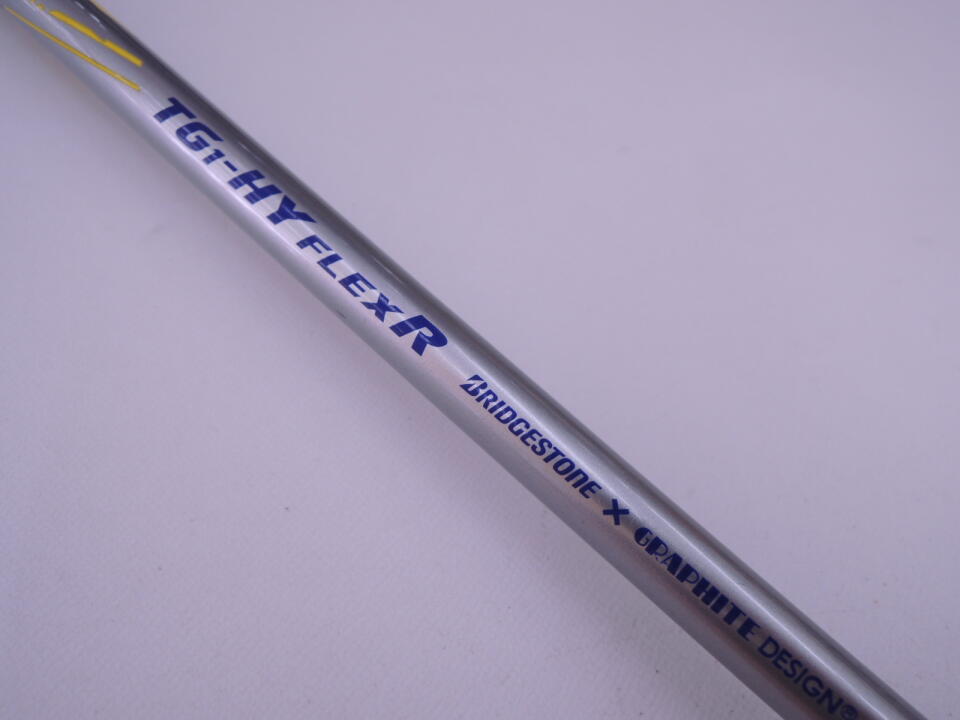 TG1-HY FLEX R BRIDGESTONE × GRAPHITE DESIGN®